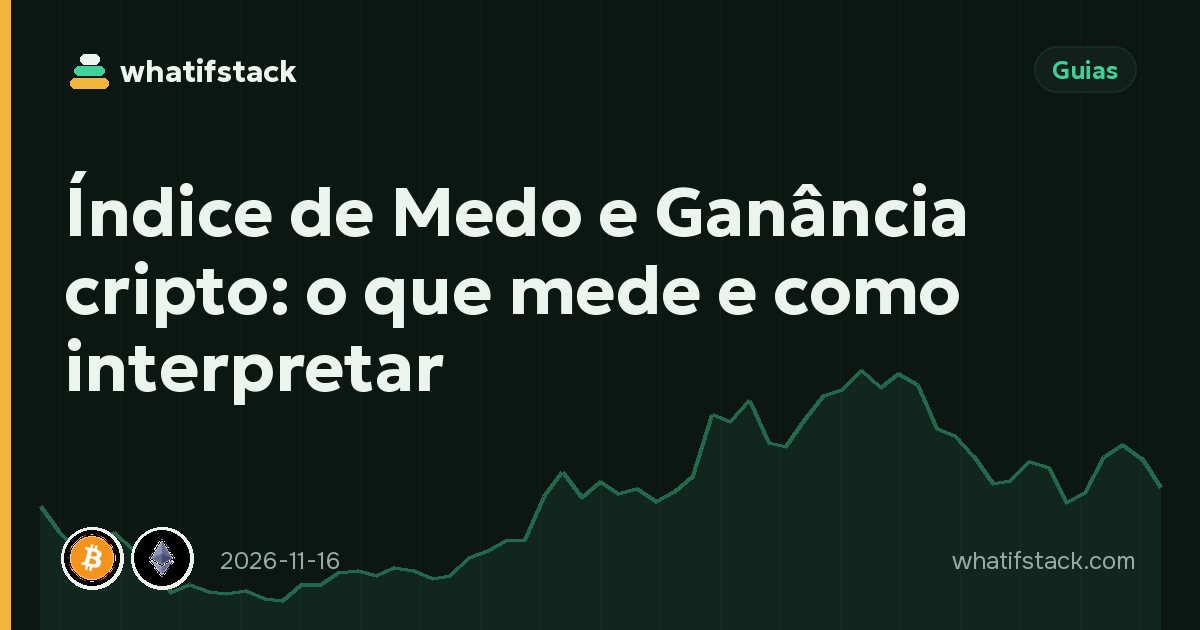 whatifstack
Guias
Índice de Medo e Ganância
cripto: o que mede e como
interpretar
2026-11-16
whatifstack.com